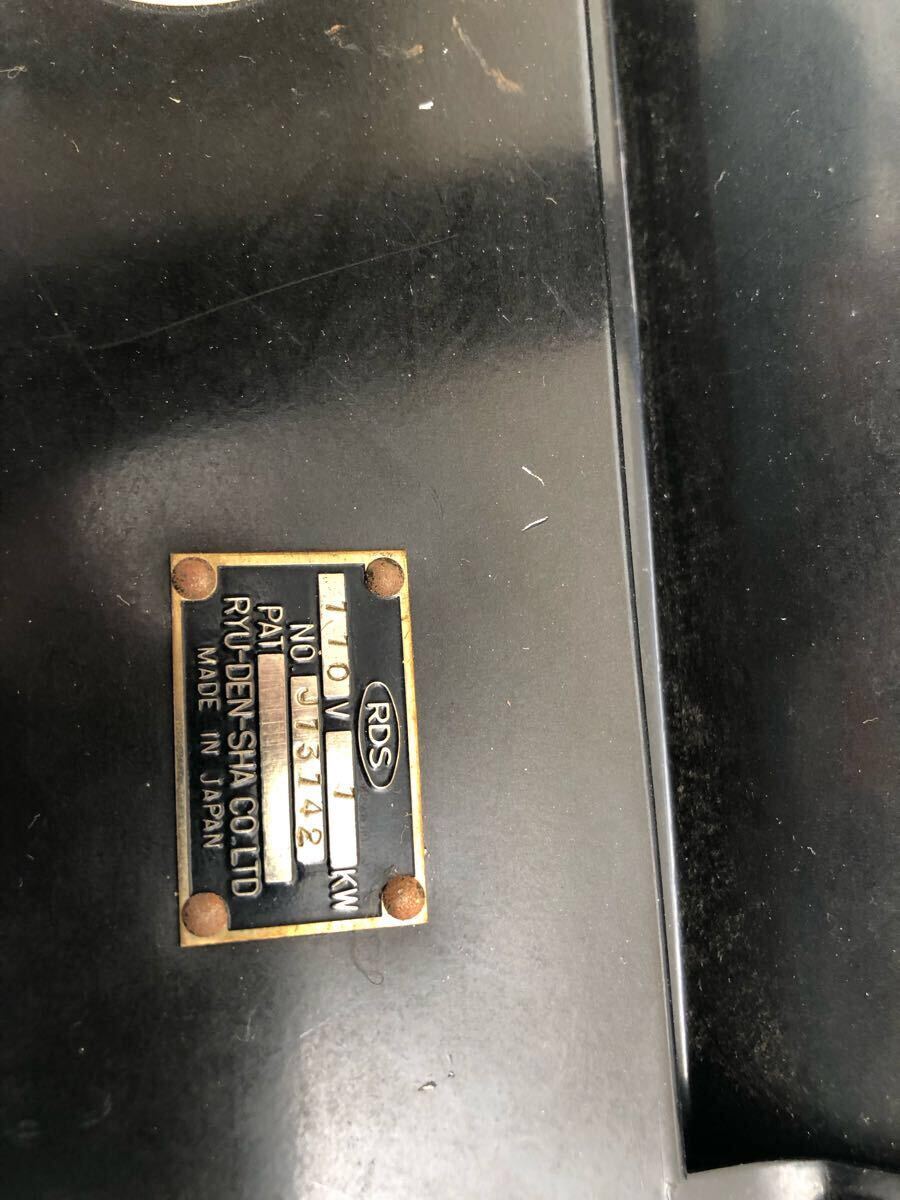 RDS
110 V 1 KW
NO. J13142
PAT
RYU-DEN-SHA CO.LTD
MADE IN JAPAN